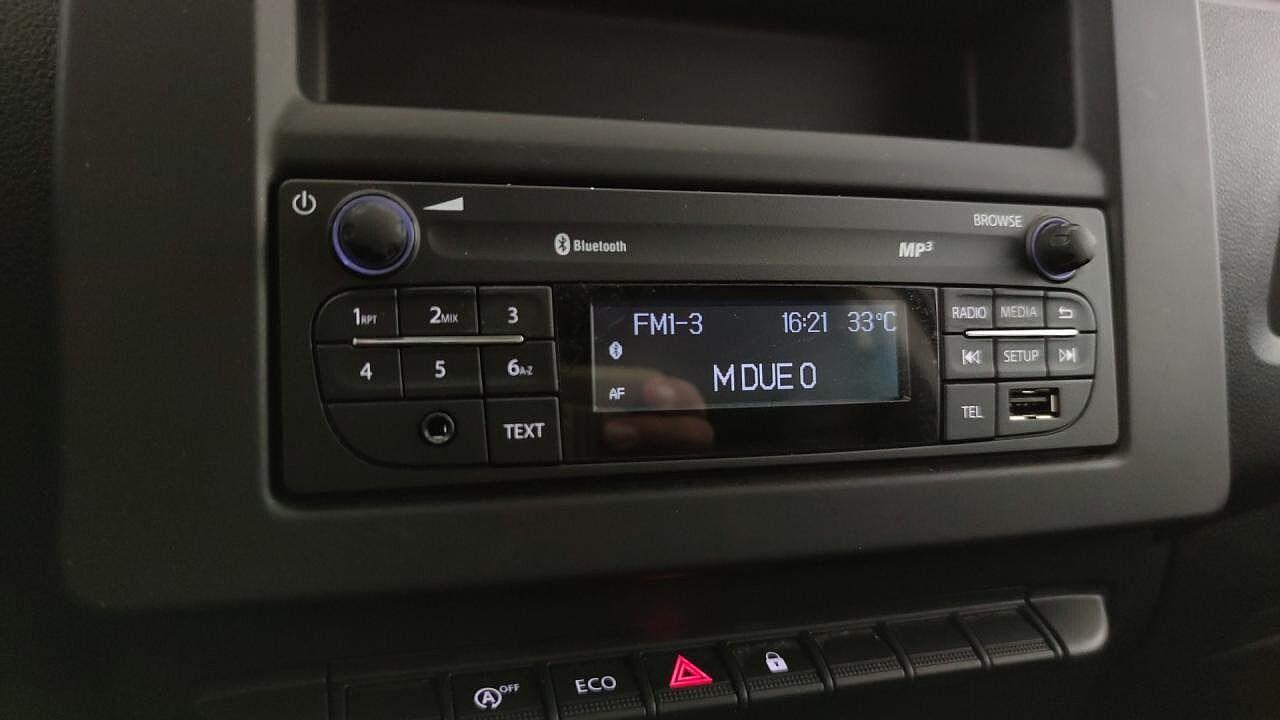 BROWSE
Bluetooth
MP3
1RPT 2MIX 3
4 5 6A-Z
TEXT
FM1-3 16:21 33°C
AF
M DUE O
RADIO MEDIA
SETUP
TEL
A OFF
ECO